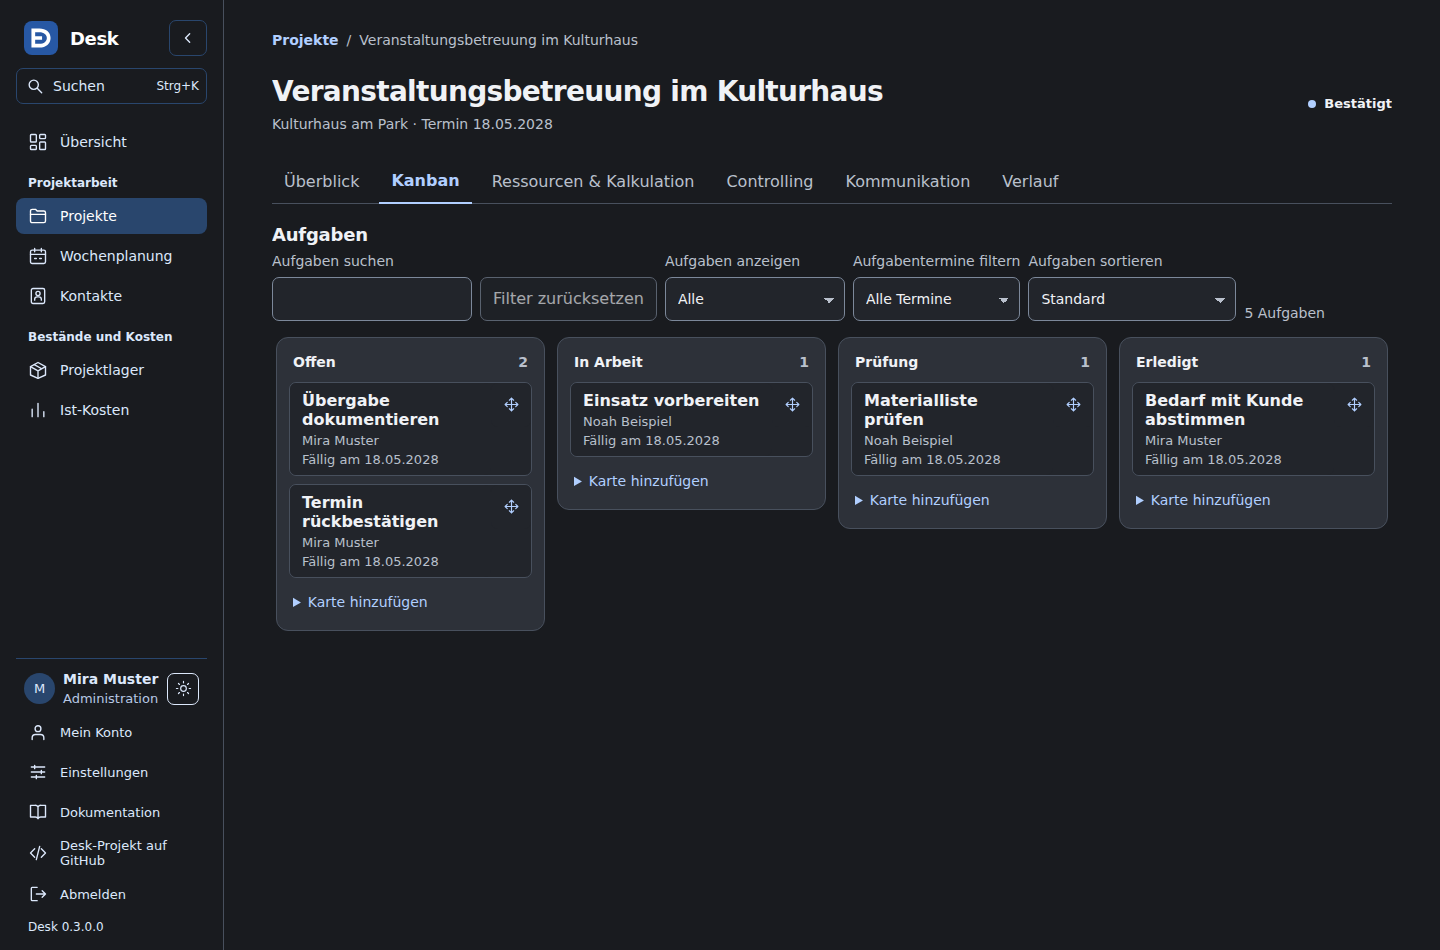 Desk
Suchen Strg+K
Übersicht
Projektarbeit
Projekte
Wochenplanung
Kontakte
Bestände und Kosten
Projektlager
Ist-Kosten
M
Mira Muster
Administration
Mein Konto
Einstellungen
Dokumentation
Desk-Projekt auf
GitHub
Abmelden
Desk 0.3.0.0
Projekte / Veranstaltungsbetreuung im Kulturhaus
Veranstaltungsbetreuung im Kulturhaus
Kulturhaus am Park · Termin 18.05.2028
Bestätigt
Überblick Kanban Ressourcen & Kalkulation Controlling Kommunikation Verlauf
Aufgaben
Aufgaben suchen Aufgaben anzeigen Aufgabentermine filtern Aufgaben sortieren
Filter zurücksetzen Alle Alle Termine Standard
5 Aufgaben
Offen 2
Übergabe
dokumentieren
Mira Muster
Fällig am 18.05.2028
Termin
rückbestätigen
Mira Muster
Fällig am 18.05.2028
Karte hinzufügen
In Arbeit 1
Einsatz vorbereiten
Noah Beispiel
Fällig am 18.05.2028
Karte hinzufügen
Prüfung 1
Materialliste
prüfen
Noah Beispiel
Fällig am 18.05.2028
Karte hinzufügen
Erledigt 1
Bedarf mit Kunde
abstimmen
Mira Muster
Fällig am 18.05.2028
Karte hinzufügen